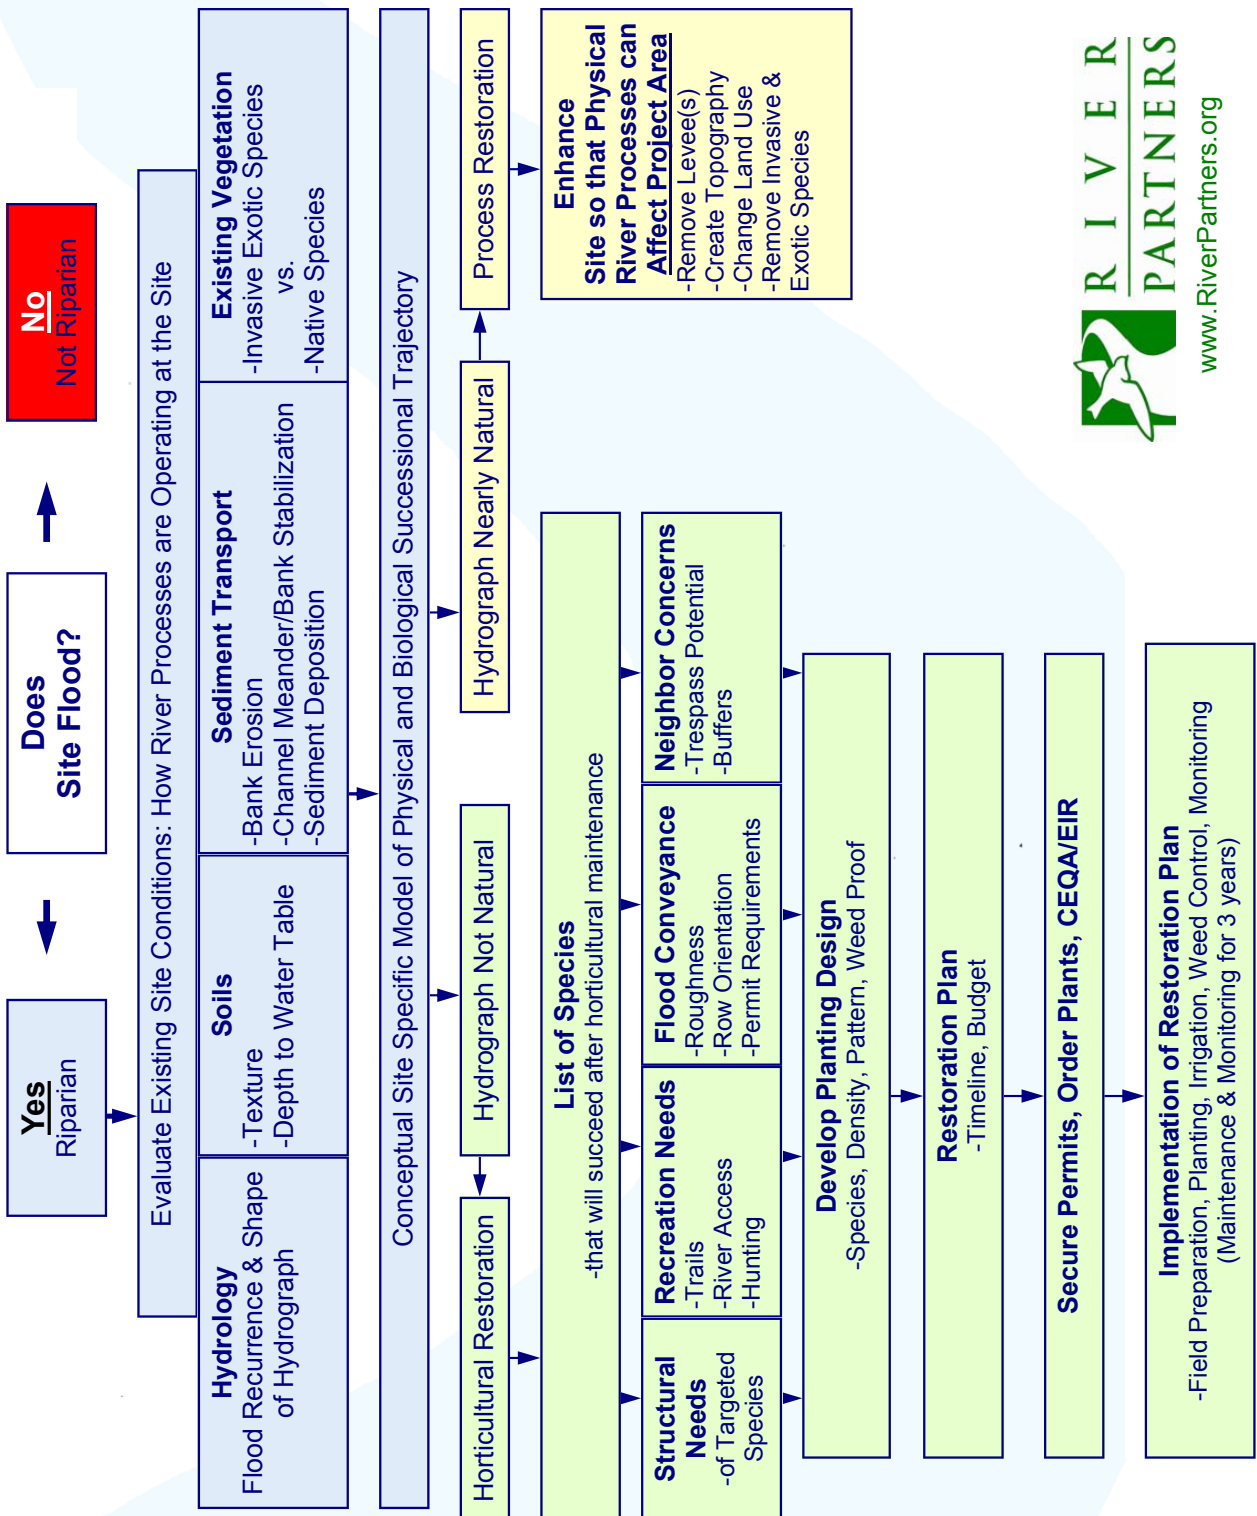 Does
Site Flood?
Yes
Riparian
No
Not Riparian
Evaluate Existing Site Conditions: How River Processes are Operating at the Site
Hydrology
Flood Recurrence & Shape
of Hydrograph
Soils
-Texture
-Depth to Water Table
Sediment Transport
-Bank Erosion
-Channel Meander/Bank Stabilization
-Sediment Deposition
Existing Vegetation
-Invasive Exotic Species
vs.
-Native Species
Conceptual Site Specific Model of Physical and Biological Successional Trajectory
Horticultural Restoration
Hydrograph Not Natural
Hydrograph Nearly Natural
Process Restoration
List of Species
-that will succeed after horticultural maintenance
Enhance
Site so that Physical
River Processes can
Affect Project Area
-Remove Levee(s)
-Create Topography
-Change Land Use
-Remove Invasive &
Exotic Species
Structural
Needs
-of Targeted
Species
Recreation Needs
-Trails
-River Access
-Hunting
Flood Conveyance
-Roughness
-Row Orientation
-Permit Requirements
Neighbor Concerns
-Trespass Potential
-Buffers
Develop Planting Design
-Species, Density, Pattern, Weed Proof
Restoration Plan
-Timeline, Budget
Secure Permits, Order Plants, CEQA/EIR
Implementation of Restoration Plan
-Field Preparation, Planting, Irrigation, Weed Control, Monitoring
(Maintenance & Monitoring for 3 years)
RIVER
PARTNERS
www.RiverPartners.org